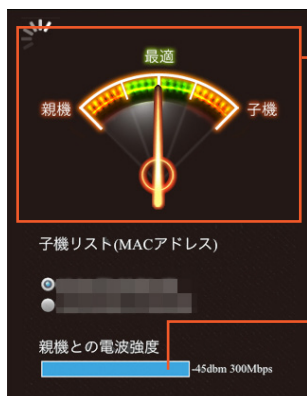 最適
親機
子機
子機リスト(MACアドレス)
親機との電波強度
-45dbm 300Mbps